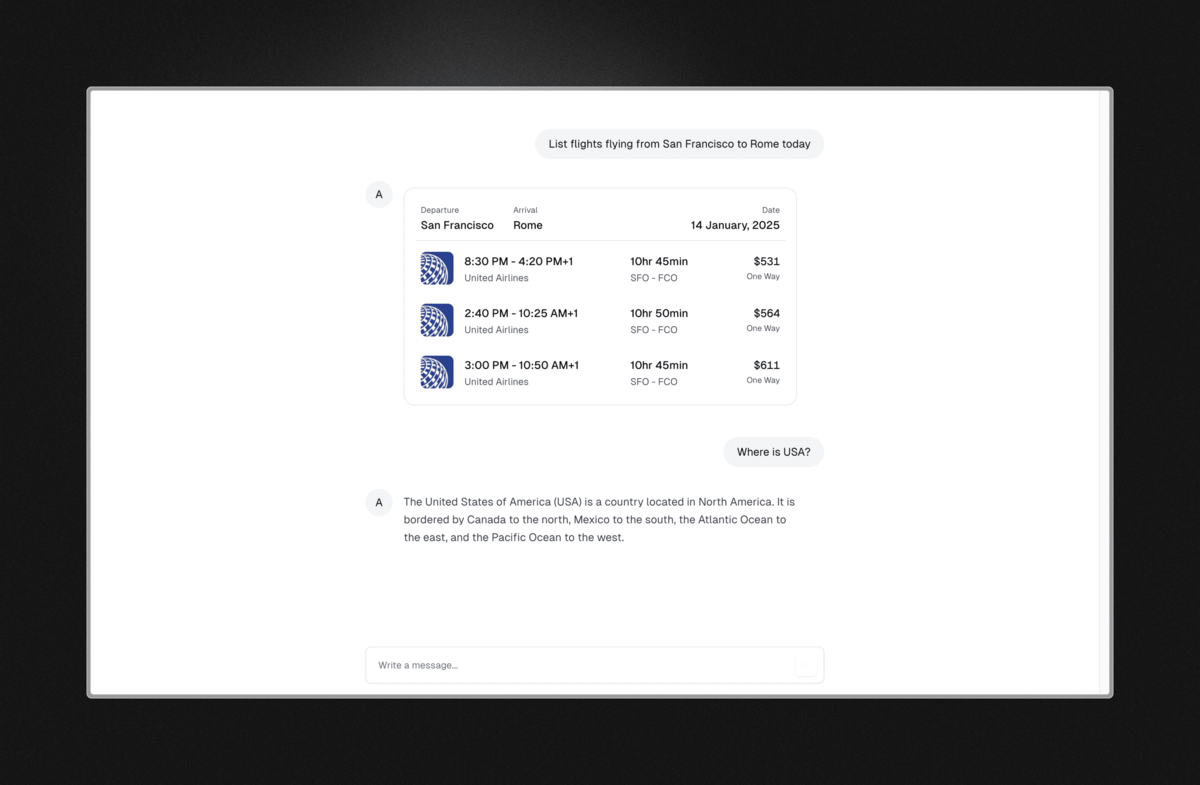 List flights flying from San Francisco to Rome today
A
Departure Arrival Date
San Francisco Rome 14 January, 2025
8:30 PM - 4:20 PM+1 10hr 45min $531
United Airlines SFO - FCO One Way
2:40 PM - 10:25 AM+1 10hr 50min $564
United Airlines SFO - FCO One Way
3:00 PM - 10:50 AM+1 10hr 45min $611
United Airlines SFO - FCO One Way
Where is USA?
A
The United States of America (USA) is a country located in North America. It is
bordered by Canada to the north, Mexico to the south, the Atlantic Ocean to
the east, and the Pacific Ocean to the west.
Write a message...